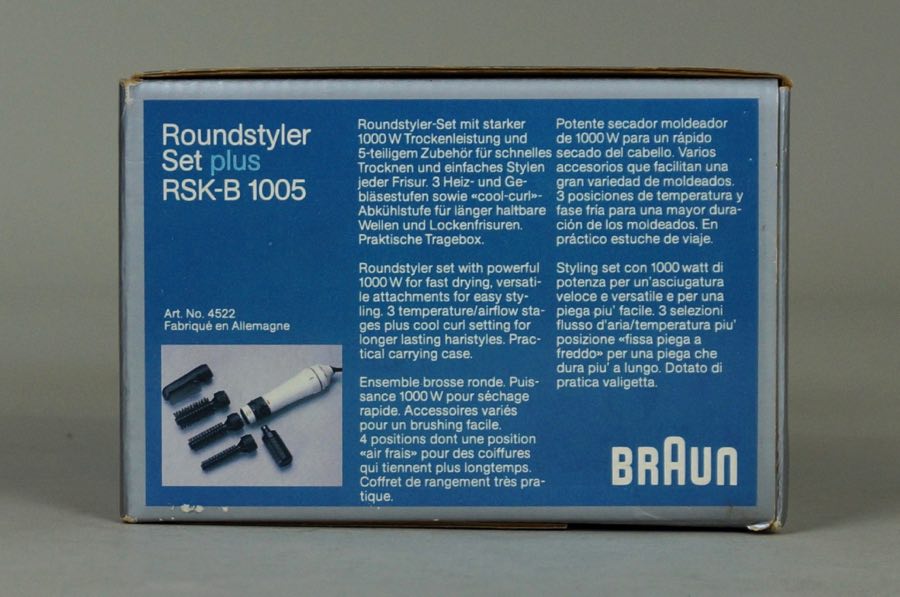 Roundstyler
Set plus
RSK-B 1005
Art. No. 4522
Fabriqué en Allemagne
Roundstyler-Set mit starker
1000 W Trockenleistung und
5-teiligem Zubehör für schnelles
Trocknen und einfaches Stylen
jeder Frisur. 3 Heiz- und Ge-
bläsestufen sowie «cool-curl»-
Abkühlstufe für länger haltbare
Wellen und Lockenfrisuren.
Praktische Tragebox.
Roundstyler set with powerful
1000 W for fast drying, versati-
le attachments for easy sty-
ling. 3 temperature/airflow sta-
ges plus cool curl setting for
longer lasting haristyles. Prac-
tical carrying case.
Ensemble brosse ronde. Puis-
sance 1000 W pour séchage
rapide. Accessoires variés
pour un brushing facile.
4 positions dont une position
«air frais» pour des coiffures
qui tiennent plus longtemps.
Coffret de rangement très pra-
tique.
Potente secador moldeador
de 1000 W para un rápido
secado del cabello. Varios
accesorios que facilitan una
gran variedad de moldeados.
3 posiciones de temperatura y
fase fría para una mayor dura-
ción de los moldeados. En
práctico estuche de viaje.
Styling set con 1000 watt di
potenza per un'asciugatura
veloce e versatile e per una
piega piu' facile. 3 selezioni
flusso d'aria/temperatura piu'
posizione «fissa piega a
freddo» per una piega che
dura piu' a lungo. Dotato di
pratica valigetta.
BRAUN